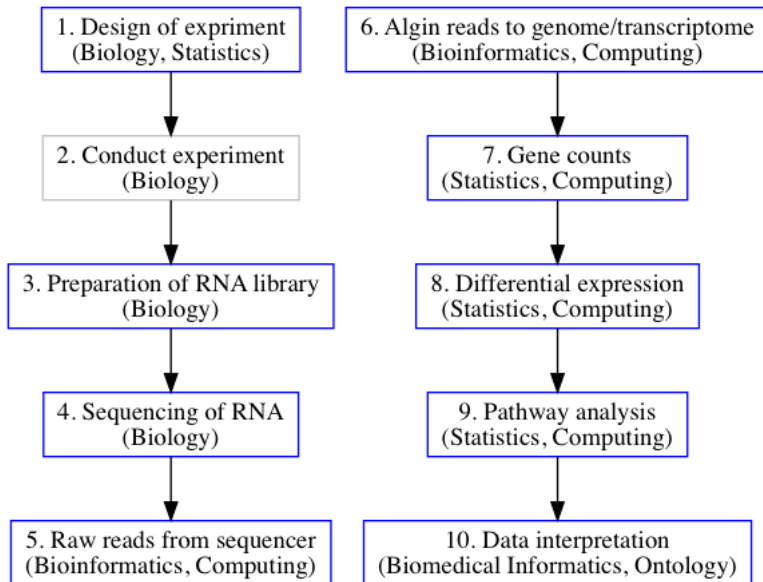 1. Design of expriment
(Biology, Statistics)
2. Conduct experiment
(Biology)
3. Preparation of RNA library
(Biology)
4. Sequencing of RNA
(Biology)
5. Raw reads from sequencer
(Bioinformatics, Computing)
6. Algin reads to genome/transcriptome
(Bioinformatics, Computing)
7. Gene counts
(Statistics, Computing)
8. Differential expression
(Statistics, Computing)
9. Pathway analysis
(Statistics, Computing)
10. Data interpretation
(Biomedical Informatics, Ontology)